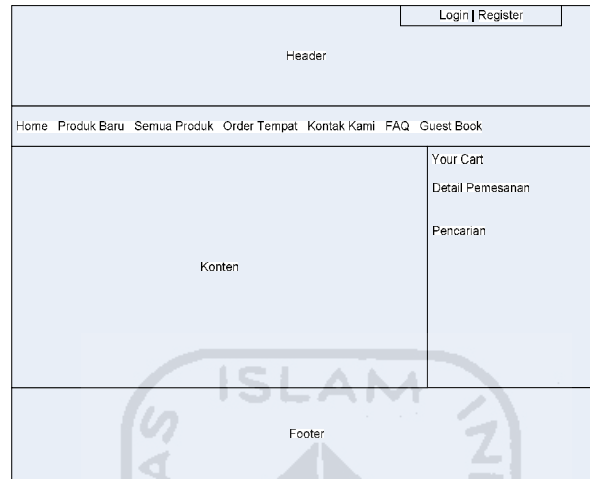 Login | Register
Header
Home Produk Baru Semua Produk Order Tempat Kontak Kami FAQ Guest Book
Your Cart
Detail Pemesanan
Pencarian
Konten
ISLAM
Footer